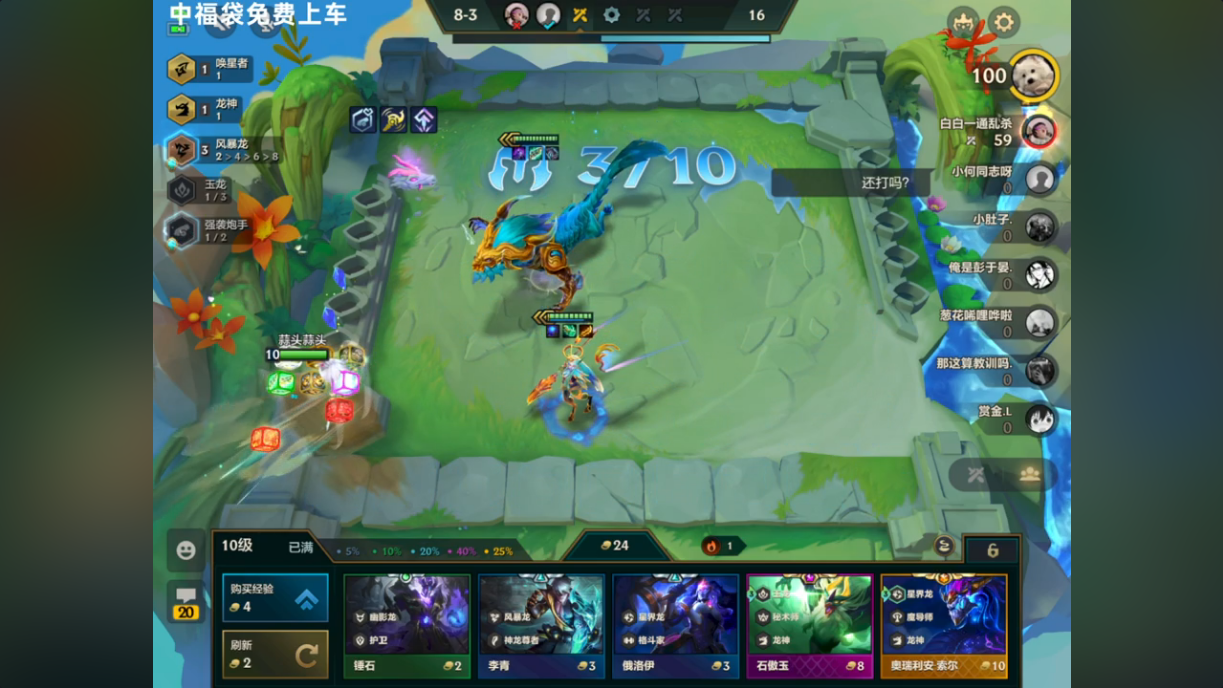 中福袋免费上车
8-3
16
1
唤星者
1
1
龙神
1
3
风暴龙
2 > 4 > 6 > 8
玉龙
1 / 3
强袭炮手
1 / 2
3/10
100
白白一通乱杀
59
还打吗?
小何同志呀
0
小肚子.
0
俺是彭于晏.
0
葱花唏哩哗啦
0
那这算教训吗.
0
赏金.L
0
蒜头蒜头
10
10级
已满
5%
10%
20%
40%
25%
24
1
6
购买经验
4
刷新
2
20
幽影龙
护卫
锤石
2
风暴龙
神龙尊者
李青
3
星界龙
格斗家
俄洛伊
3
秘术师
龙神
石傲玉
8
星界龙
魔导师
龙神
奥瑞利安·索尔
10